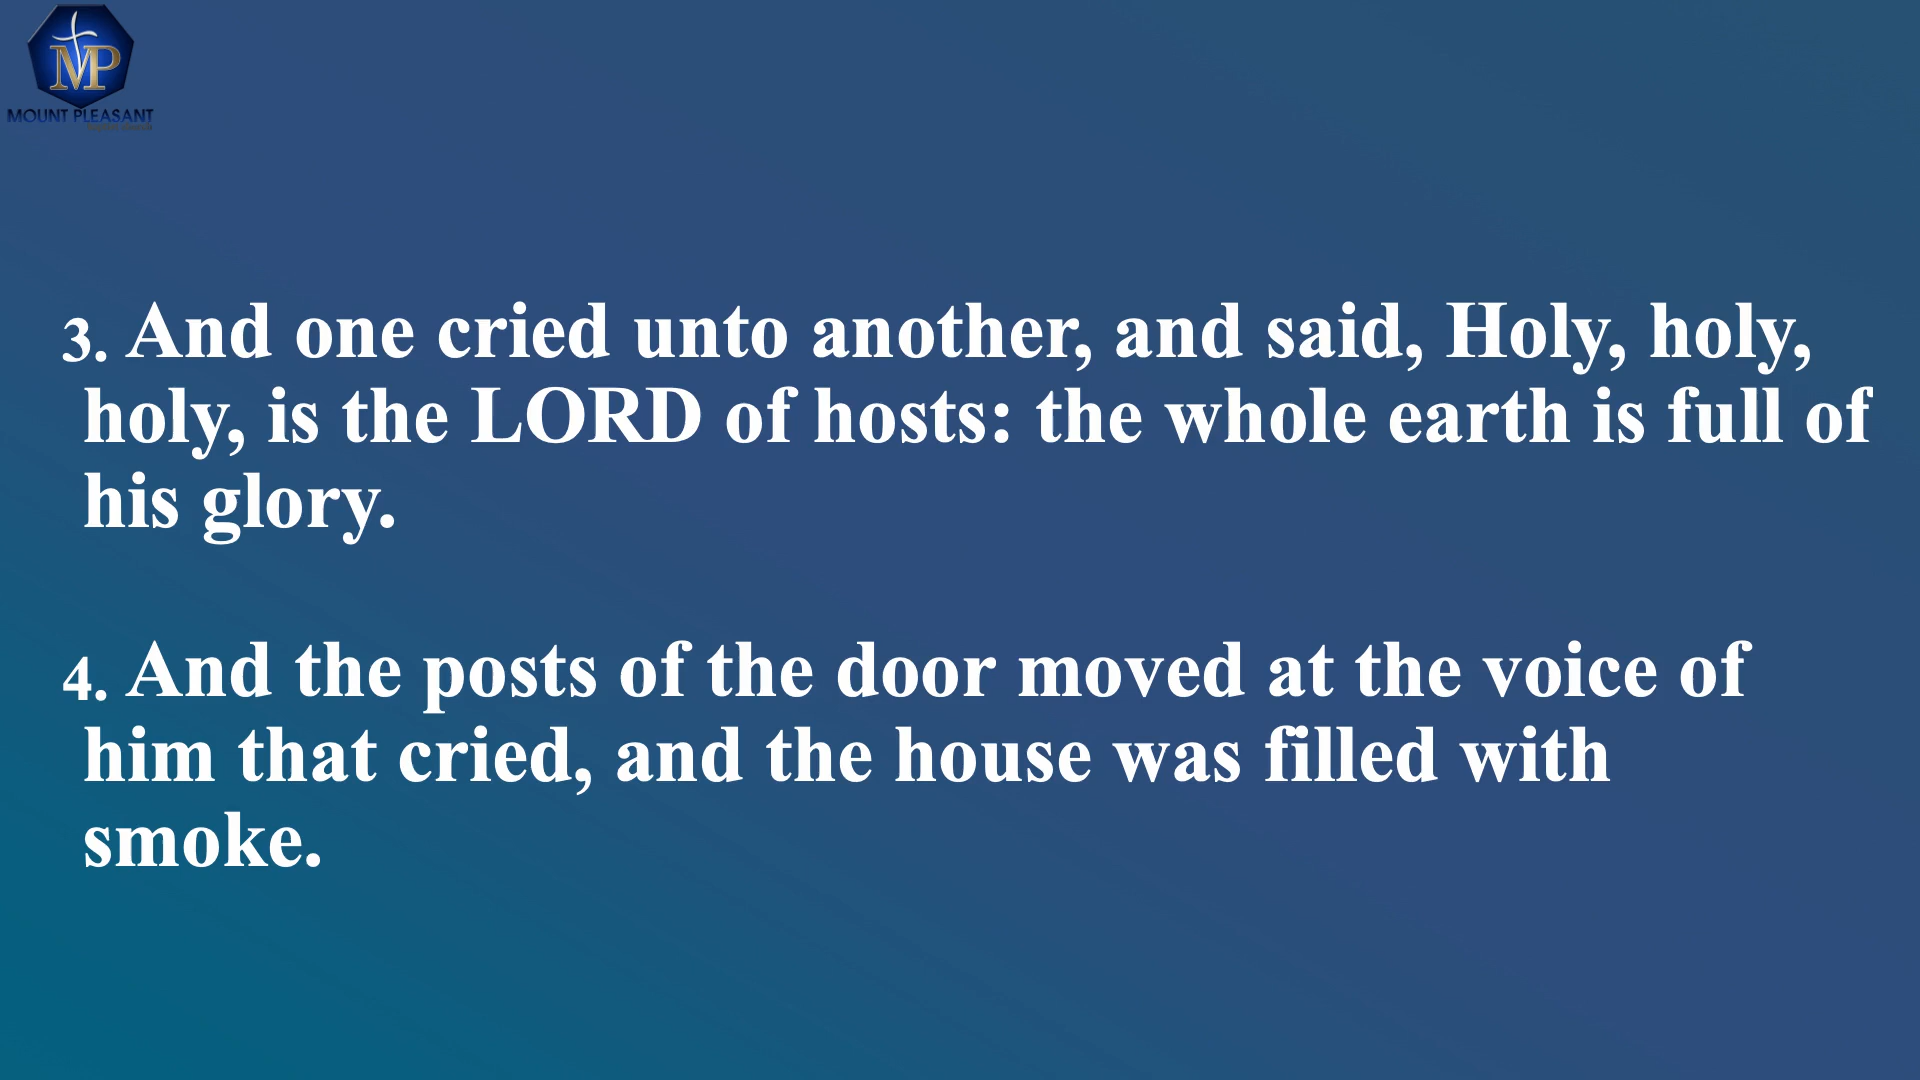 MP
MOUNT PLEASANT
3. And one cried unto another, and said, Holy, holy,
holy, is the LORD of hosts: the whole earth is full of
his glory.
4. And the posts of the door moved at the voice of
him that cried, and the house was filled with
smoke.